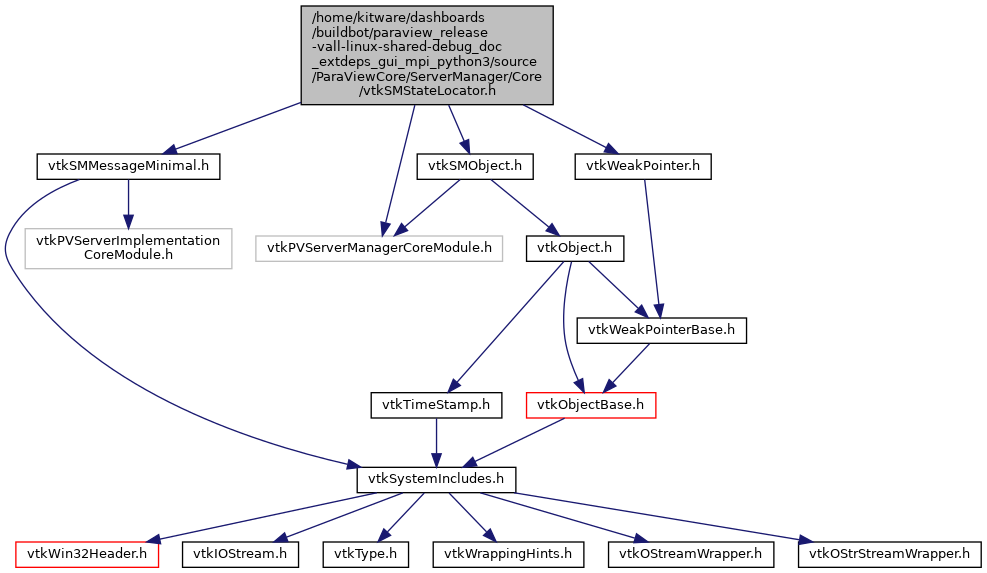 /home/kitware/dashboards
/buildbot/paraview_release
-vall-linux-shared-debug_doc
_extdeps_gui_mpi_python3/source
/ParaViewCore/ServerManager/Core
/vtkSMStateLocator.h
vtkSMMessageMinimal.h
vtkSMObject.h
vtkWeakPointer.h
vtkPVServerImplementation
CoreModule.h
vtkPVServerManagerCoreModule.h
vtkObject.h
vtkWeakPointerBase.h
vtkTimeStamp.h
vtkObjectBase.h
vtkSystemIncludes.h
vtkWin32Header.h
vtkIOStream.h
vtkType.h
vtkWrappingHints.h
vtkOStreamWrapper.h
vtkOStrStreamWrapper.h